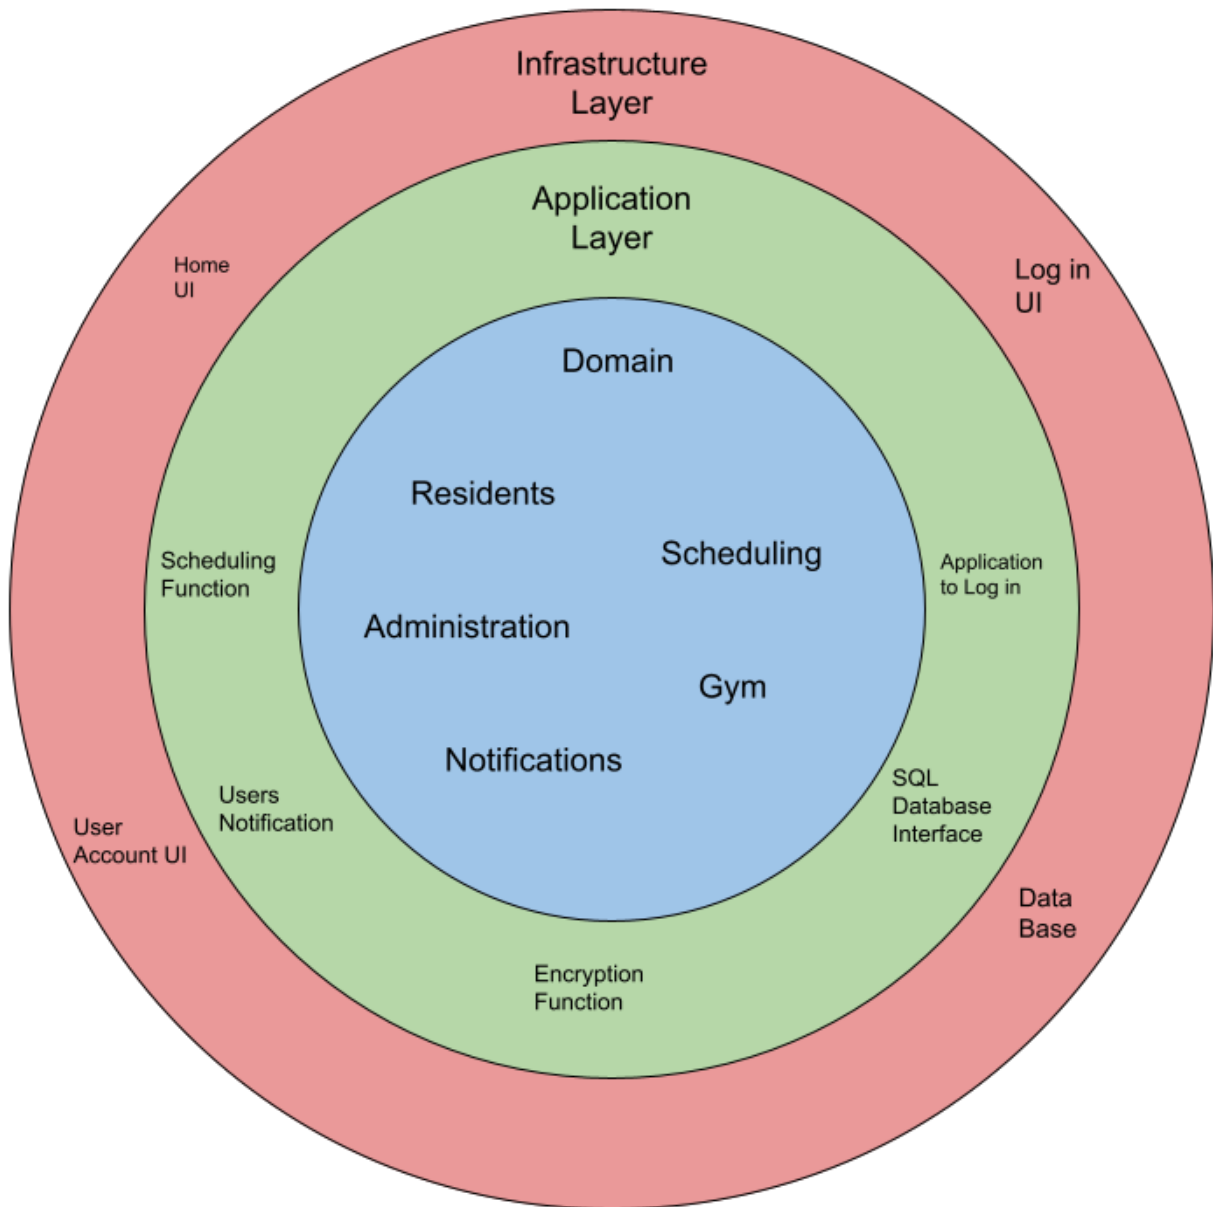 Infrastructure
Layer
Application
Layer
Home
UI
Log in
UI
Domain
Residents
Scheduling
Scheduling
Function
Application
to Log in
Administration
Gym
Notifications
Users
Notification
SQL
Database
Interface
User
Account UI
Data
Base
Encryption
Function